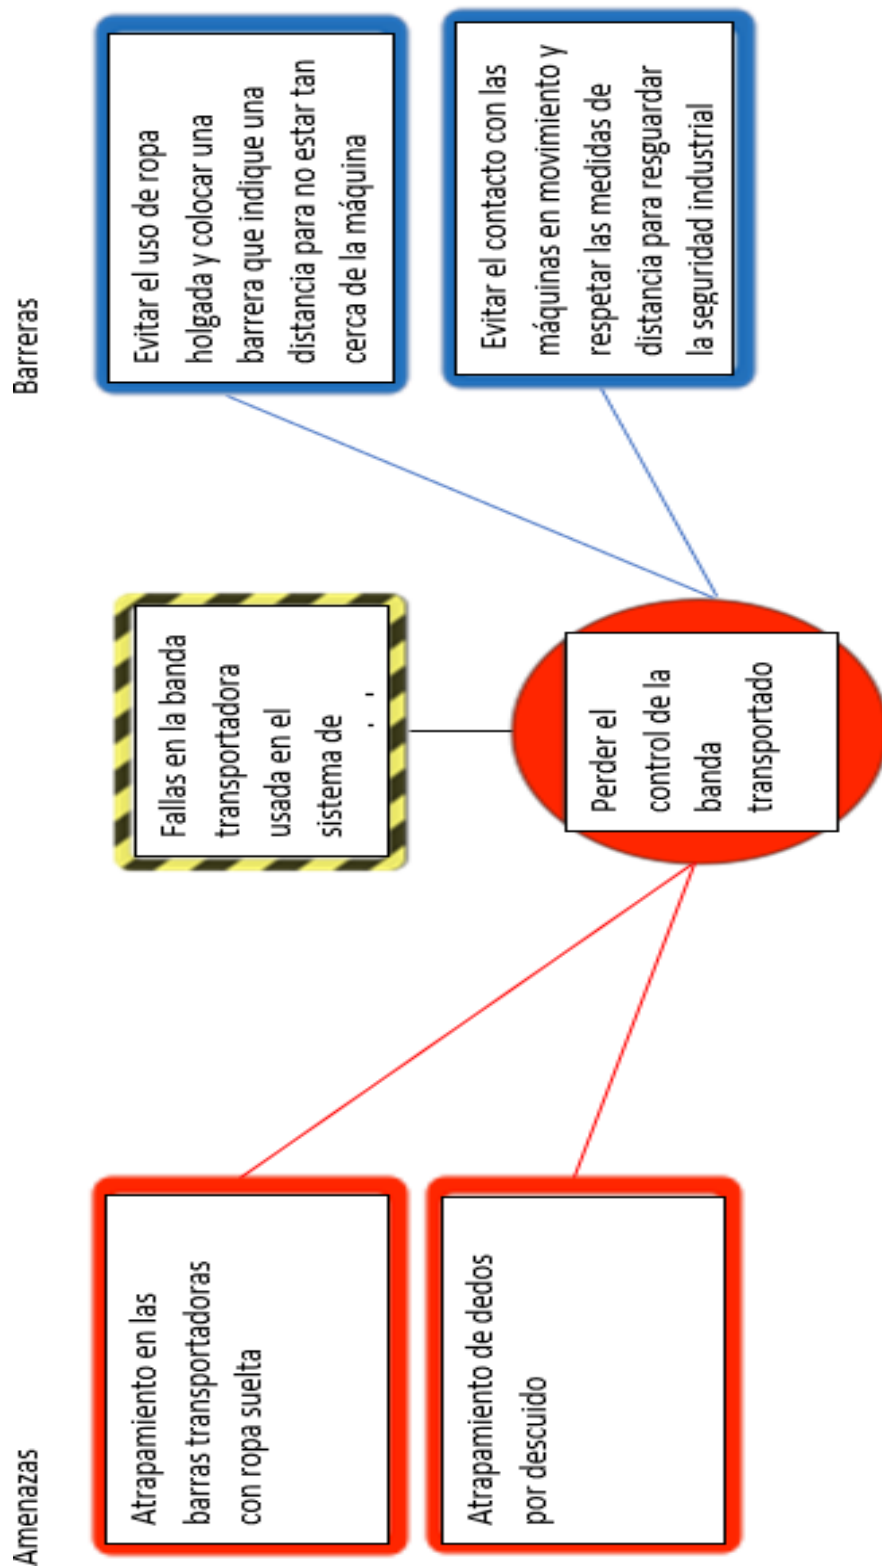 Amenazas
Barreras
Atrapamiento en las
barras transportadoras
con ropa suelta
Atrapamiento de dedos
por descuido
Fallas en la banda
transportadora
usada en el
sistema de
Perder el
control de la
banda
transportado
Evitar el uso de ropa
holgada y colocar una
barrera que indique una
distancia para no estar tan
cerca de la máquina
Evitar el contacto con las
máquinas en movimiento y
respetar las medidas de
distancia para resguardar
la seguridad industrial